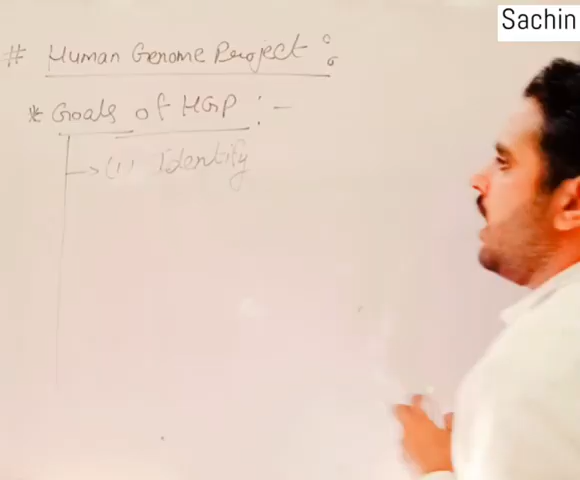 Sachin
# Human Genome Project :
* Goals of HGP : -
→ (1) Identify